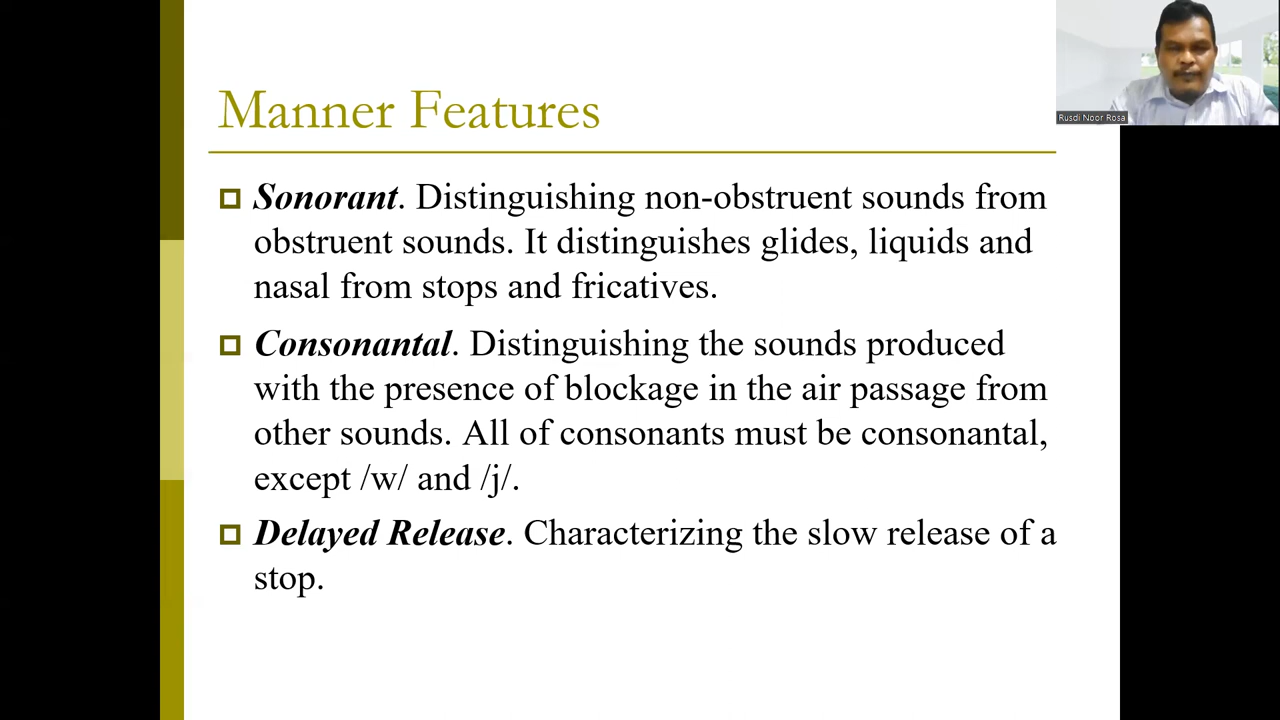 Manner Features
Sonorant. Distinguishing non-obstruent sounds from
obstruent sounds. It distinguishes glides, liquids and
nasal from stops and fricatives.
Consonantal. Distinguishing the sounds produced
with the presence of blockage in the air passage from
other sounds. All of consonants must be consonantal,
except /w/ and /j/.
Delayed Release. Characterizing the slow release of a
stop.
Rusdi Noor Rosa